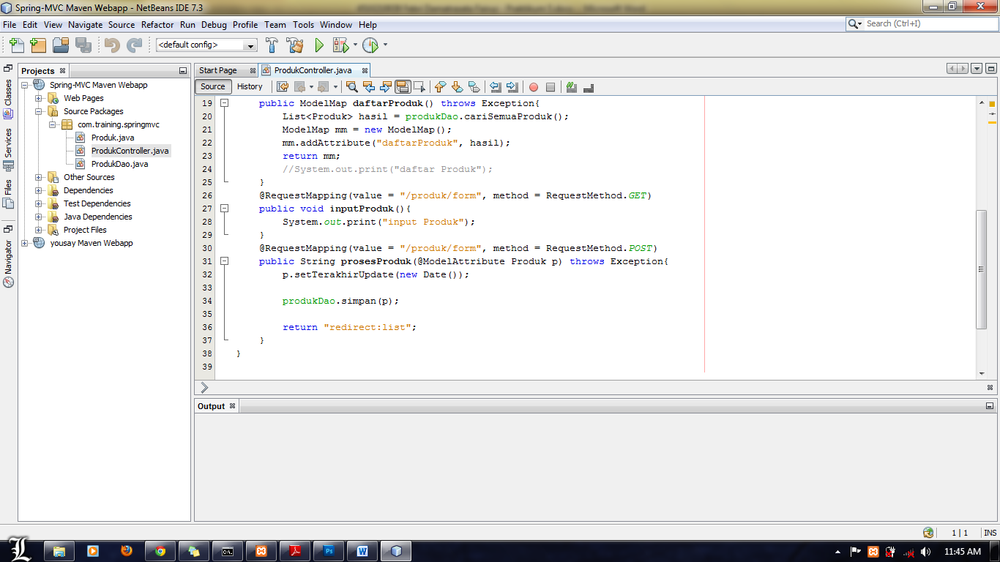 Spring-MVC Maven Webapp - NetBeans IDE 7.3
File Edit View Navigate Source Refactor Run Debug Profile Team Tools Window Help
Search (Ctrl+I)
<default config>
Projects
Start Page
ProdukController.java
Source History
Classes
Services
Files
Navigator
Spring-MVC Maven Webapp
Web Pages
Source Packages
com.training.springmvc
Produk.java
ProdukController.java
ProdukDao.java
Other Sources
Dependencies
Test Dependencies
Java Dependencies
Project Files
yousay Maven Webapp
19 public ModelMap daftarProduk() throws Exception{
20 List<Produk> hasil = produkDao.cariSemuaProduk();
21 ModelMap mm = new ModelMap();
22 mm.addAttribute("daftarProduk", hasil);
23 return mm;
24 //System.out.print("daftar Produk");
25 }
26 @RequestMapping(value = "/produk/form", method = RequestMethod.GET)
27 public void inputProduk(){
28 System.out.print("input Produk");
29 }
30 @RequestMapping(value = "/produk/form", method = RequestMethod.POST)
31 public String prosesProduk(@ModelAttribute Produk p) throws Exception{
32 p.setTerakhirUpdate(new Date());
33
34 produkDao.simpan(p);
35
36 return "redirect:list";
37 }
38 }
39
Output
1 | 1 INS
11:45 AM